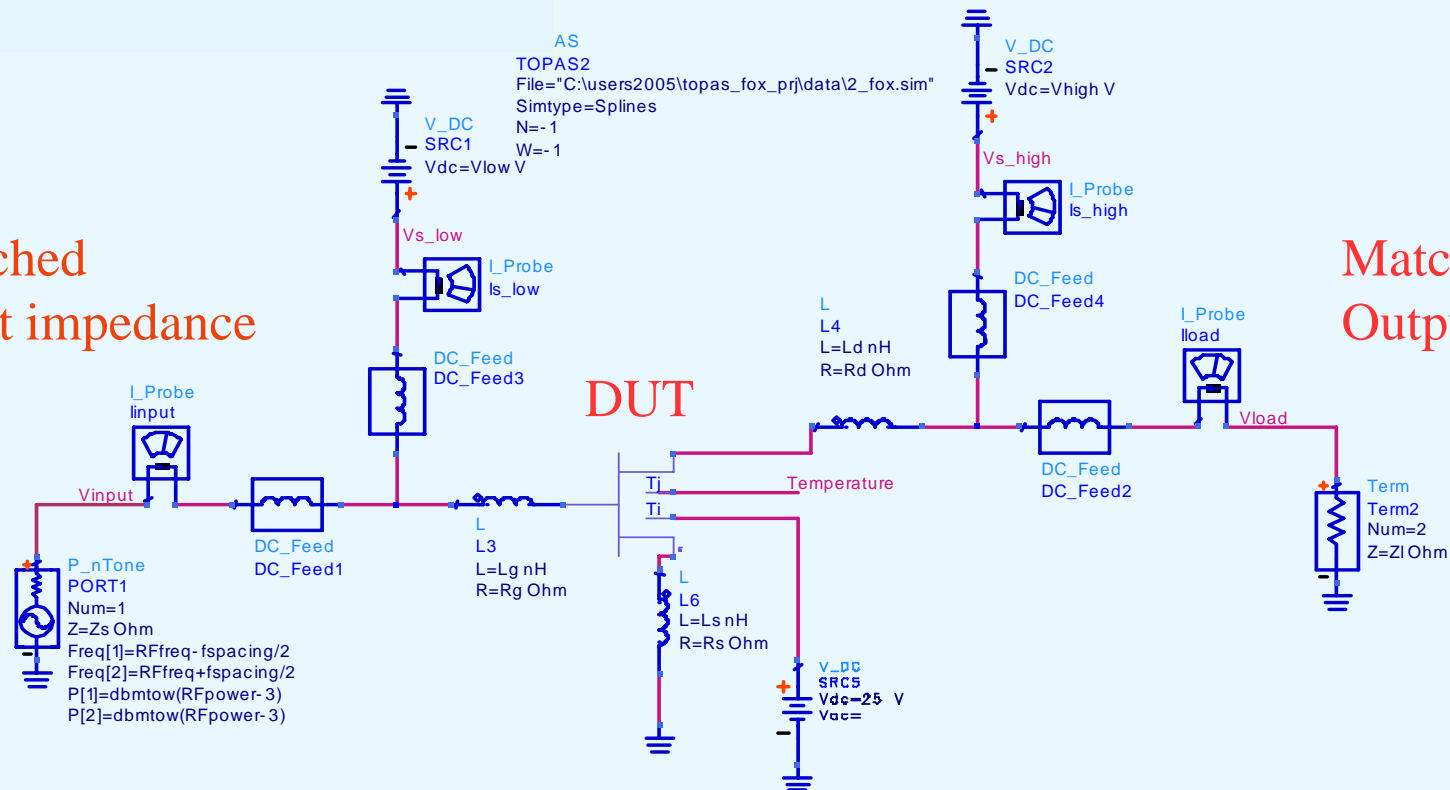 AS
TOPAS2
File="C:\users2005\topas_fox_prj\data\2_fox.sim"
Simtype=Splines
N=-1
W=-1
V_DC
SRC2
Vdc=Vhigh V
V_DC
SRC1
Vdc=Vlow V
Vs_high
I_Probe
Is_high
Vs_low
I_Probe
Is_low
ched
t impedance
Matc
Outp
DC_Feed
DC_Feed4
L
L4
L=Ld nH
R=Rd Ohm
I_Probe
Iload
DC_Feed
DC_Feed3
I_Probe
Iinput
DUT
Vload
Vinput
DC_Feed
DC_Feed2
Tj
Temperature
Ti
Term
Term2
Num=2
Z=Zl Ohm
DC_Feed
DC_Feed1
L
L3
L=Lg nH
R=Rg Ohm
P_nTone
PORT1
Num=1
Z=Zs Ohm
Freq[1]=RFfreq-fspacing/2
Freq[2]=RFfreq+fspacing/2
P[1]=dbmtow(RFpower-3)
P[2]=dbmtow(RFpower-3)
L
L6
L=Ls nH
R=Rs Ohm
V_DC
SRC5
Vdc=25 V
Vac=